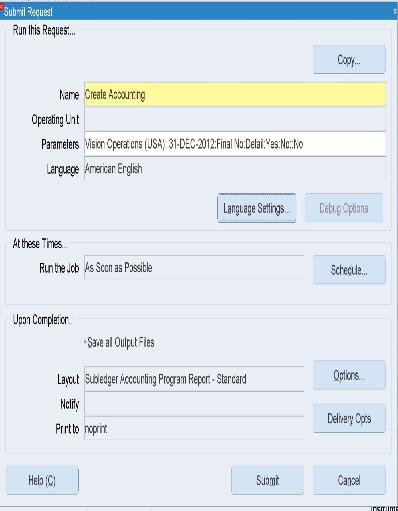 Submit Request
Run this Request...
Copy...
Name Create Accounting
Operating Unit
Parameters Vision Operations (USA). 31-DEC-2012:Final No:Detail:Yes:No::No
Language American English
Language Settings... Debug Options
At these Times...
Run the Job As Soon as Possible Schedule...
Upon Completion..
Save all Output Files
Layout Subledger Accounting Program Report - Standard Options...
Notify
Delivery Opts
Print to noprint
Help (C) Submit Cancel